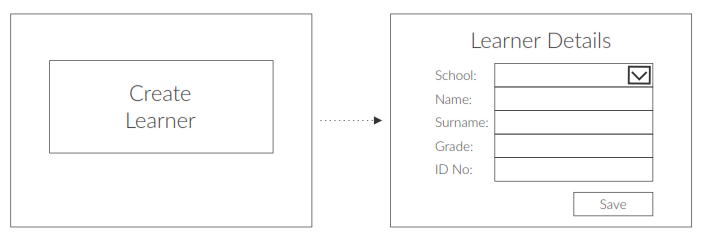 Create
Learner
Learner Details
School:
Name:
Surname:
Grade:
ID No:
Save